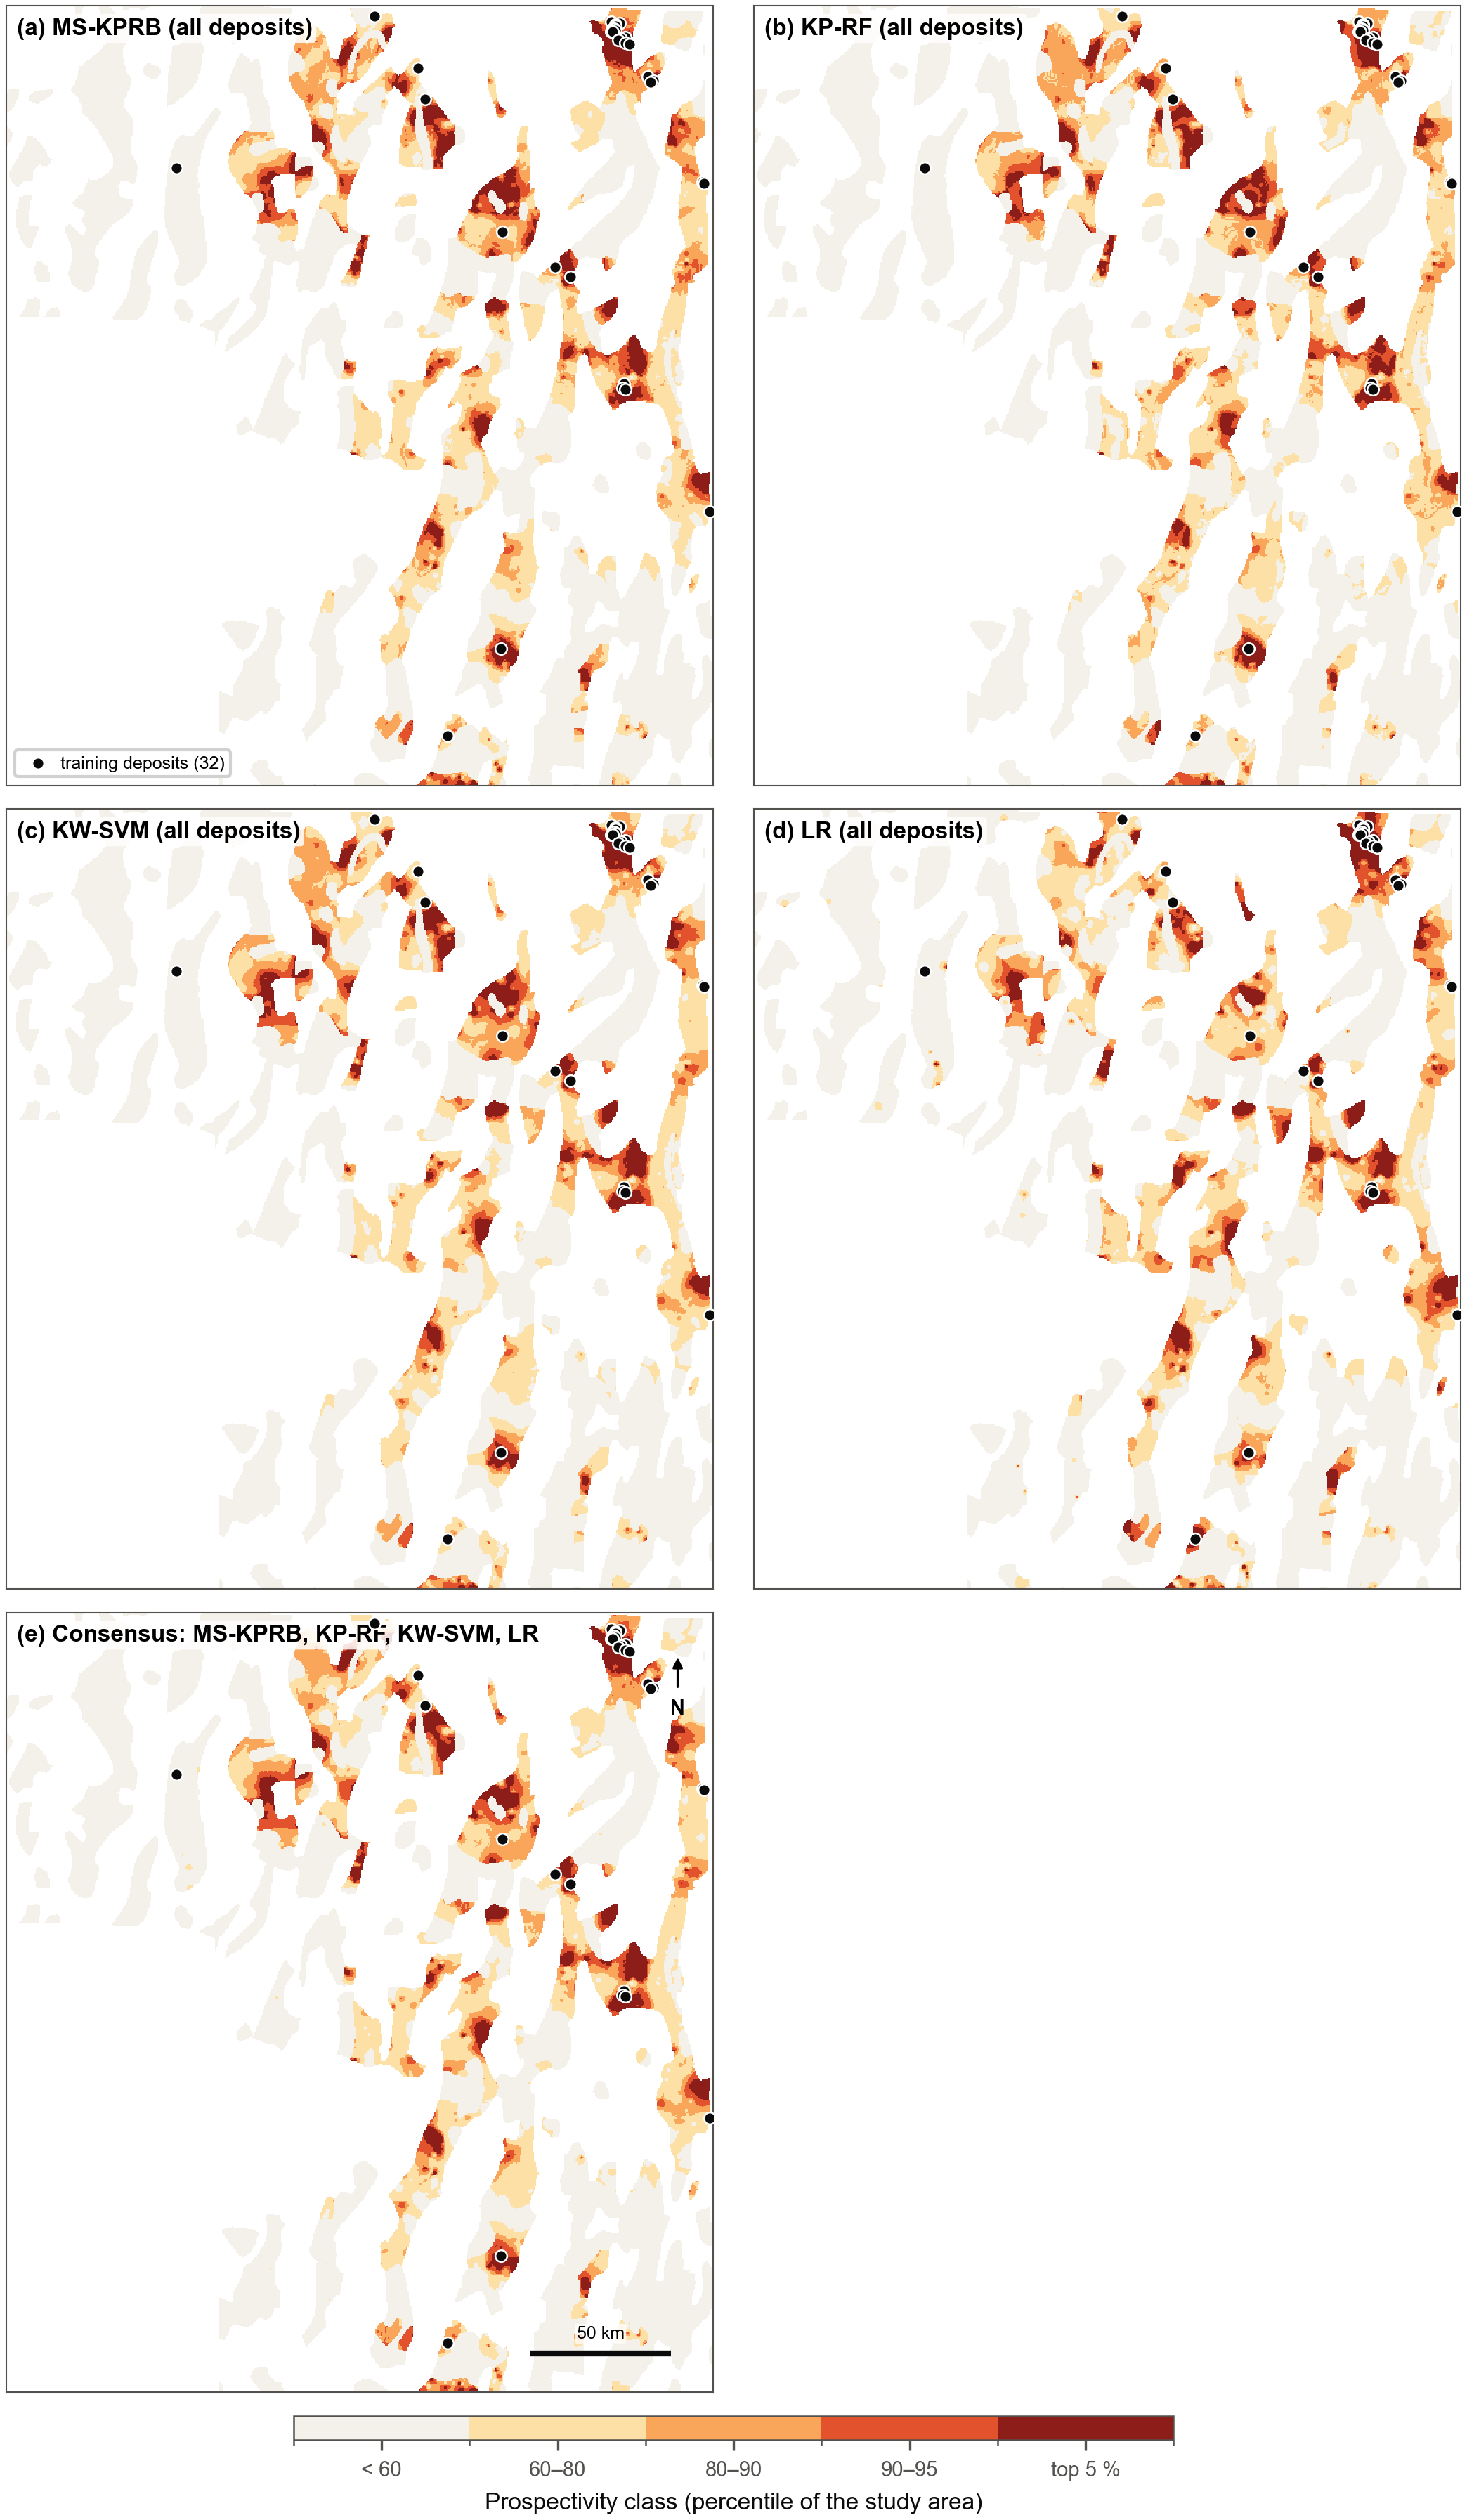 (a) MS-KPRB (all deposits)
(b) KP-RF (all deposits)
training deposits (32)
(c) KW-SVM (all deposits)
(d) LR (all deposits)
(e) Consensus: MS-KPRB, KP-RF, KW-SVM, LR
N
50 km
< 60
60–80
80–90
90–95
top 5 %
Prospectivity class (percentile of the study area)